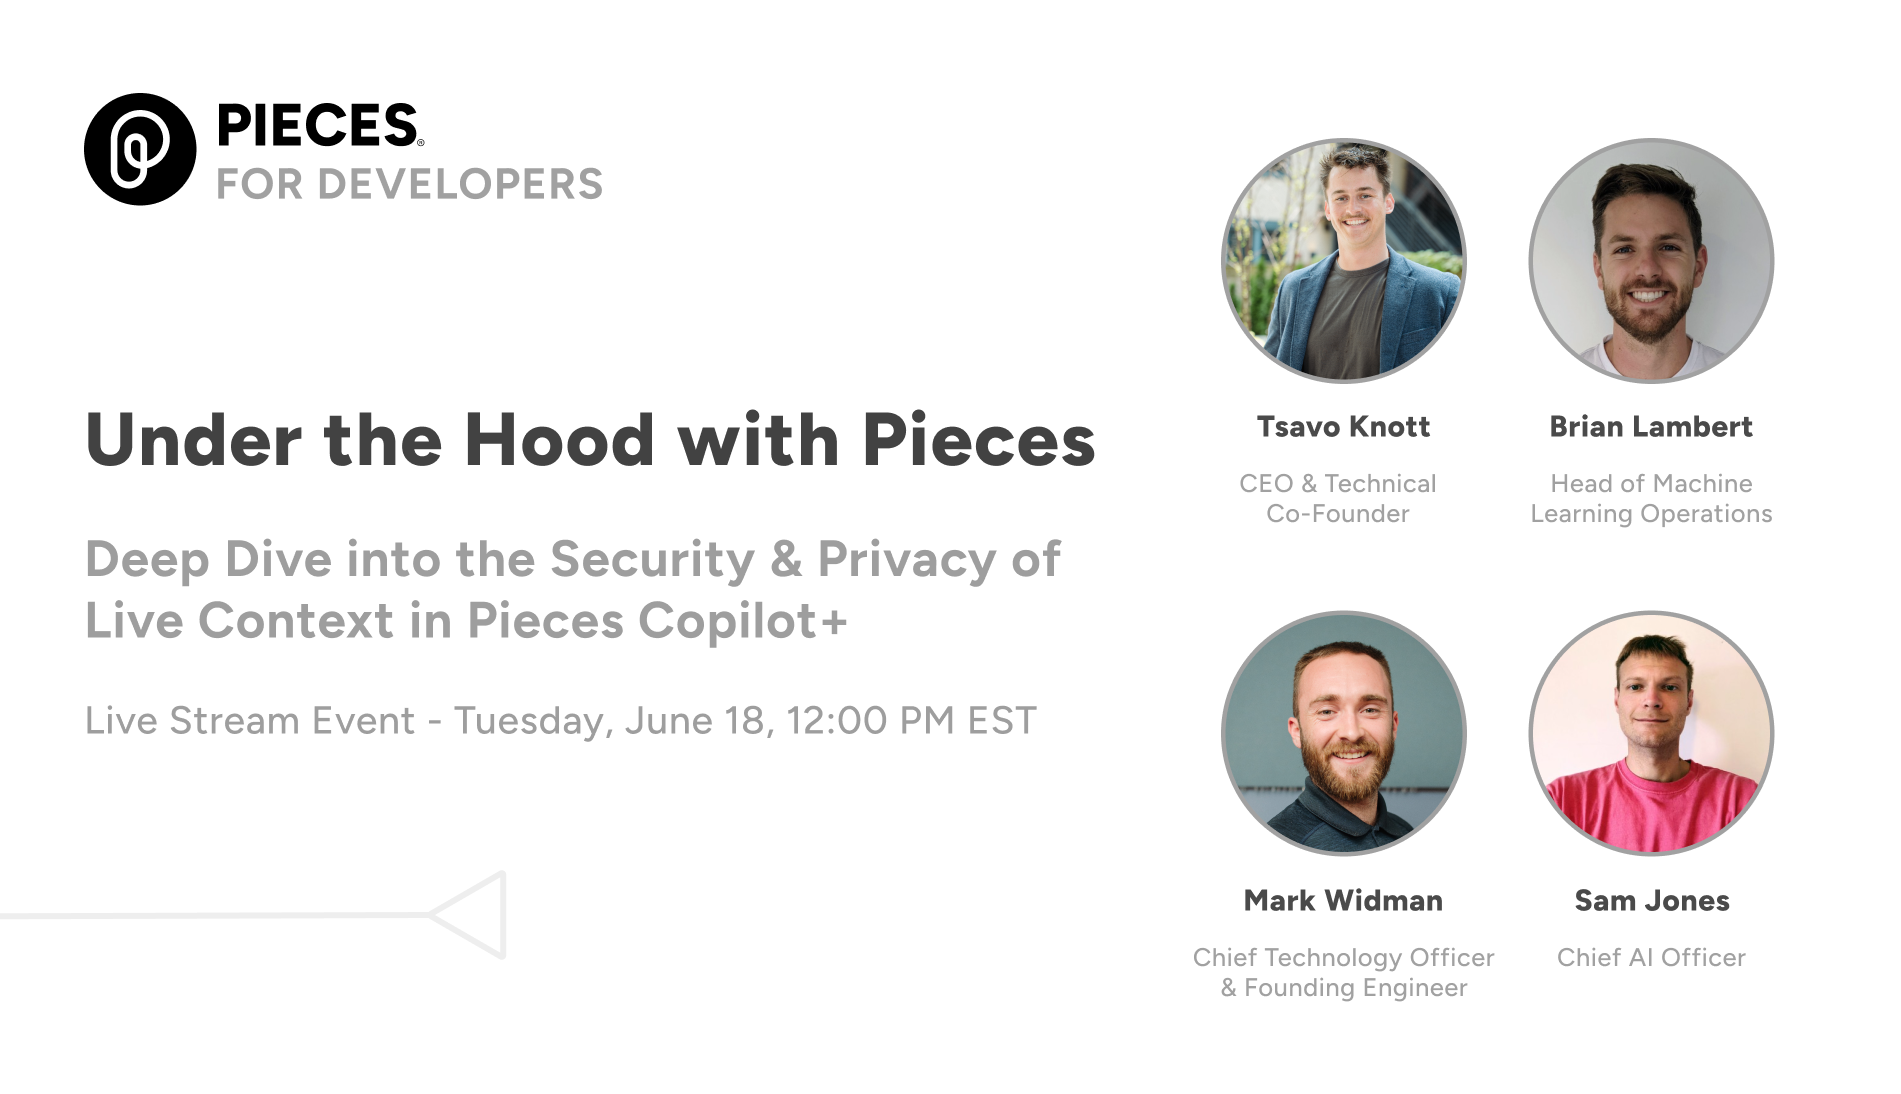 PIECES®
FOR DEVELOPERS
Under the Hood with Pieces
Deep Dive into the Security & Privacy of
Live Context in Pieces Copilot+
Live Stream Event - Tuesday, June 18, 12:00 PM EST
Tsavo Knott
CEO & Technical
Co-Founder
Brian Lambert
Head of Machine
Learning Operations
Mark Widman
Chief Technology Officer
& Founding Engineer
Sam Jones
Chief AI Officer